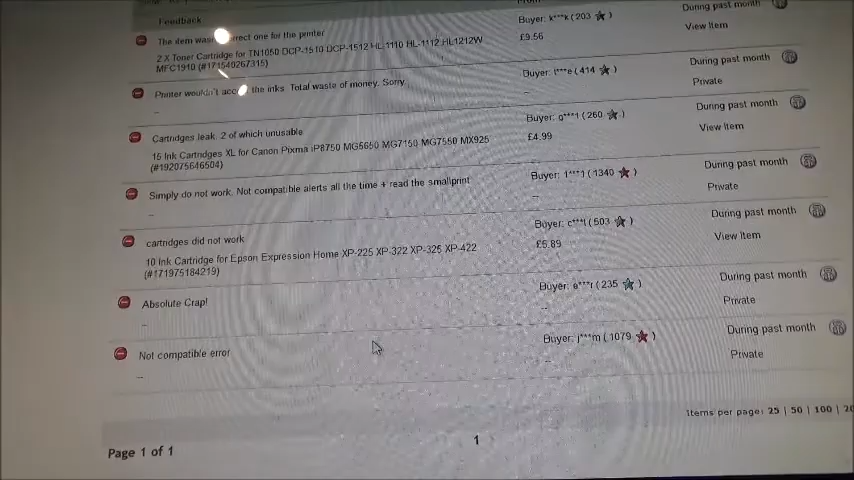 Feedback
During past month
The item wasn rrect one for the printer
Buyer: k***k ( 203 )
View Item
2 X Toner Cartridge for TN1050 DCP-1510 DCP-1512 HL-1110 HL-1112 HL1212W
£9.56
MFC1910 (#171540267315)
Printer wouldn't acc the inks. Total waste of money. Sorry
Buyer: t***e ( 414 )
During past month
--
--
Private
Cartridges leak. 2 of which unusable
Buyer: g***1 ( 260 )
During past month
15 Ink Cartridges XL for Canon Pixma iP8750 MG5650 MG7150 MG7550 MX925
£4.99
View Item
(#192075646504)
Simply do not work. Not compatible alerts all the time + read the smallprint
Buyer: 1***1 ( 1340 )
During past month
--
--
Private
cartridges did not work
Buyer: c***l ( 503 )
During past month
10 Ink Cartridge for Epson Expression Home XP-225 XP-322 XP-325 XP-422
£5.89
View Item
(#171975184219)
Absolute Crap!
Buyer: e***r ( 235 )
During past month
--
--
Private
Not compatible error
Buyer: j***m ( 1079 )
During past month
--
--
Private
Items per page: 25 | 50 | 100 | 20
Page 1 of 1
1